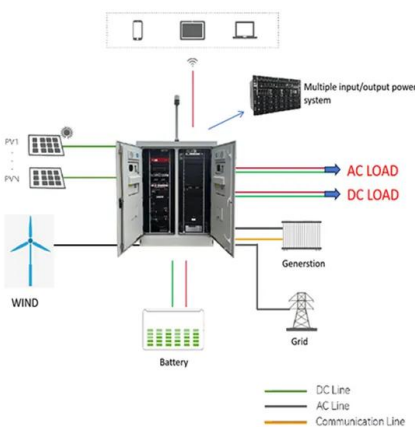 Multiple input/output power
system
PV1
PVN
AC LOAD
DC LOAD
WIND
Generstion
Grid
Battery
DC Line
AC Line
Communication Line